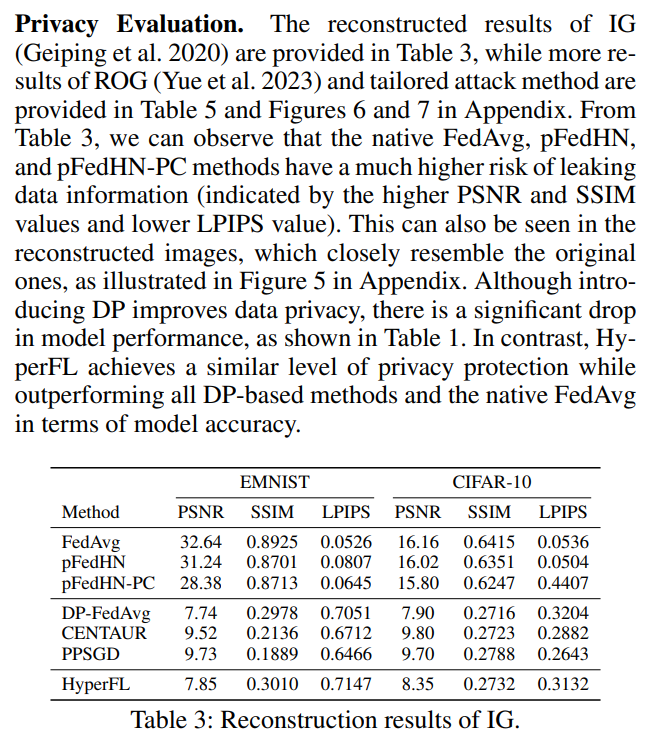 Privacy Evaluation. The reconstructed results of IG
(Geiping et al. 2020) are provided in Table 3, while more re-
sults of ROG (Yue et al. 2023) and tailored attack method are
provided in Table 5 and Figures 6 and 7 in Appendix. From
Table 3, we can observe that the native FedAvg, pFedHN,
and pFedHN-PC methods have a much higher risk of leaking
data information (indicated by the higher PSNR and SSIM
values and lower LPIPS value). This can also be seen in the
reconstructed images, which closely resemble the original
ones, as illustrated in Figure 5 in Appendix. Although intro-
ducing DP improves data privacy, there is a significant drop
in model performance, as shown in Table 1. In contrast, Hy-
perFL achieves a similar level of privacy protection while
outperforming all DP-based methods and the native FedAvg
in terms of model accuracy.
EMNIST CIFAR-10
Method PSNR SSIM LPIPS PSNR SSIM LPIPS
FedAvg 32.64 0.8925 0.0526 16.16 0.6415 0.0536
pFedHN 31.24 0.8701 0.0807 16.02 0.6351 0.0504
pFedHN-PC 28.38 0.8713 0.0645 15.80 0.6247 0.4407
DP-FedAvg 7.74 0.2978 0.7051 7.90 0.2716 0.3204
CENTAUR 9.52 0.2136 0.6712 9.80 0.2723 0.2882
PPSGD 9.73 0.1889 0.6466 9.70 0.2788 0.2643
HyperFL 7.85 0.3010 0.7147 8.35 0.2732 0.3132
Table 3: Reconstruction results of IG.